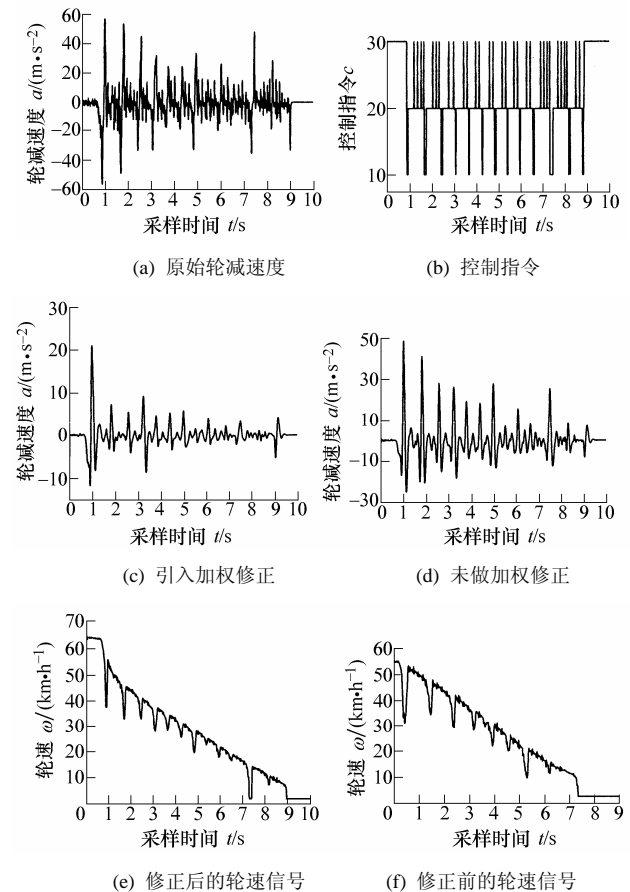 60
40
20
0
−20
−40
−60
轮减速度 a/(m•s⁻²)
0 1 2 3 4 5 6 7 8 9 10
采样时间 t/s
(a) 原始轮减速度
30
20
10
控制指令c
0 1 2 3 4 5 6 7 8 9 10
采样时间 t/s
(b) 控制指令
30
20
10
0
−10
轮减速度 a/(m•s⁻²)
0 1 2 3 4 5 6 7 8 9 10
采样时间 t/s
(c) 引入加权修正
50
30
10
−10
−30
轮减速度 a/(m•s⁻²)
0 1 2 3 4 5 6 7 8 9 10
采样时间 t/s
(d) 未做加权修正
70
60
50
40
30
20
10
轮速 ω/(km•h⁻¹)
0 1 2 3 4 5 6 7 8 9 10
采样时间 t/s
(e) 修正后的轮速信号
60
50
40
30
20
10
轮速 ω/(km•h⁻¹)
0 1 2 3 4 5 6 7 8 9
采样时间 t/s
(f) 修正前的轮速信号